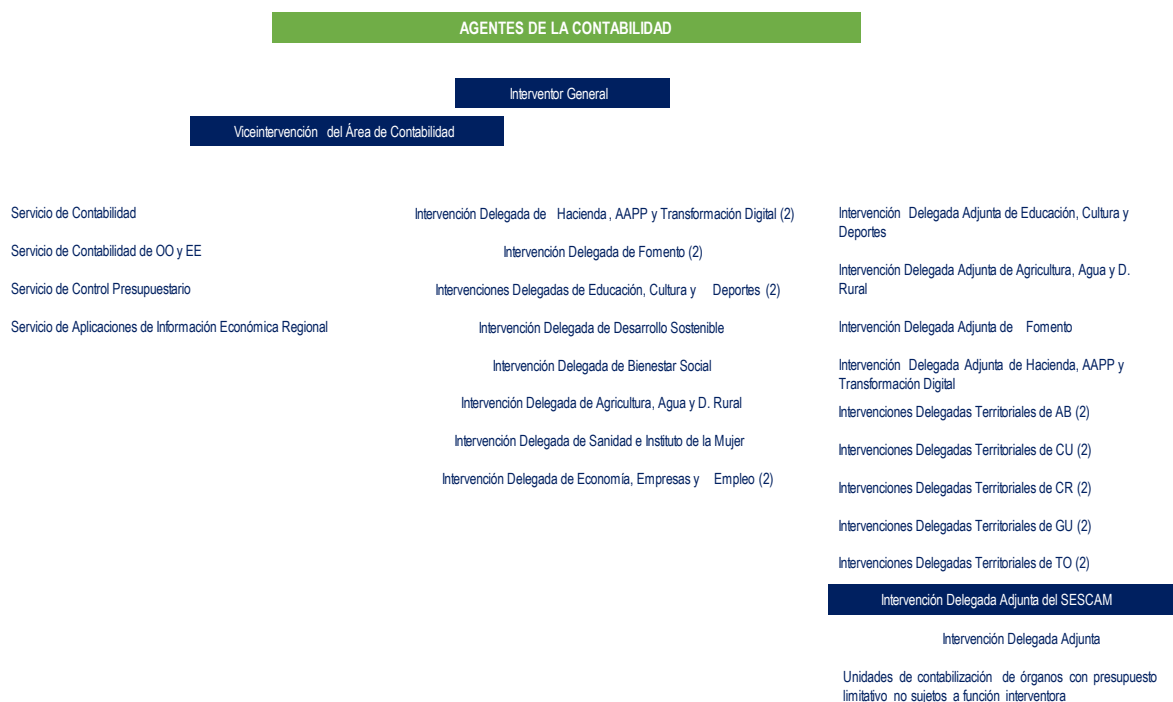 AGENTES DE LA CONTABILIDAD
Interventor General
Viceintervención del Área de Contabilidad
Servicio de Contabilidad
Servicio de Contabilidad de OO y EE
Servicio de Control Presupuestario
Servicio de Aplicaciones de Información Económica Regional
Intervención Delegada de Hacienda, AAPP y Transformación Digital (2)
Intervención Delegada de Fomento (2)
Intervenciones Delegadas de Educación, Cultura y Deportes (2)
Intervención Delegada de Desarrollo Sostenible
Intervención Delegada de Bienestar Social
Intervención Delegada de Agricultura, Agua y D. Rural
Intervención Delegada de Sanidad e Instituto de la Mujer
Intervención Delegada de Economía, Empresas y Empleo (2)
Intervención Delegada Adjunta de Educación, Cultura y
Deportes
Intervención Delegada Adjunta de Agricultura, Agua y D.
Rural
Intervención Delegada Adjunta de Fomento
Intervención Delegada Adjunta de Hacienda, AAPP y
Transformación Digital
Intervenciones Delegadas Territoriales de AB (2)
Intervenciones Delegadas Territoriales de CU (2)
Intervenciones Delegadas Territoriales de CR (2)
Intervenciones Delegadas Territoriales de GU (2)
Intervenciones Delegadas Territoriales de TO (2)
Intervención Delegada Adjunta del SESCAM
Intervención Delegada Adjunta
Unidades de contabilización de órganos con presupuesto
limitativo no sujetos a función interventora